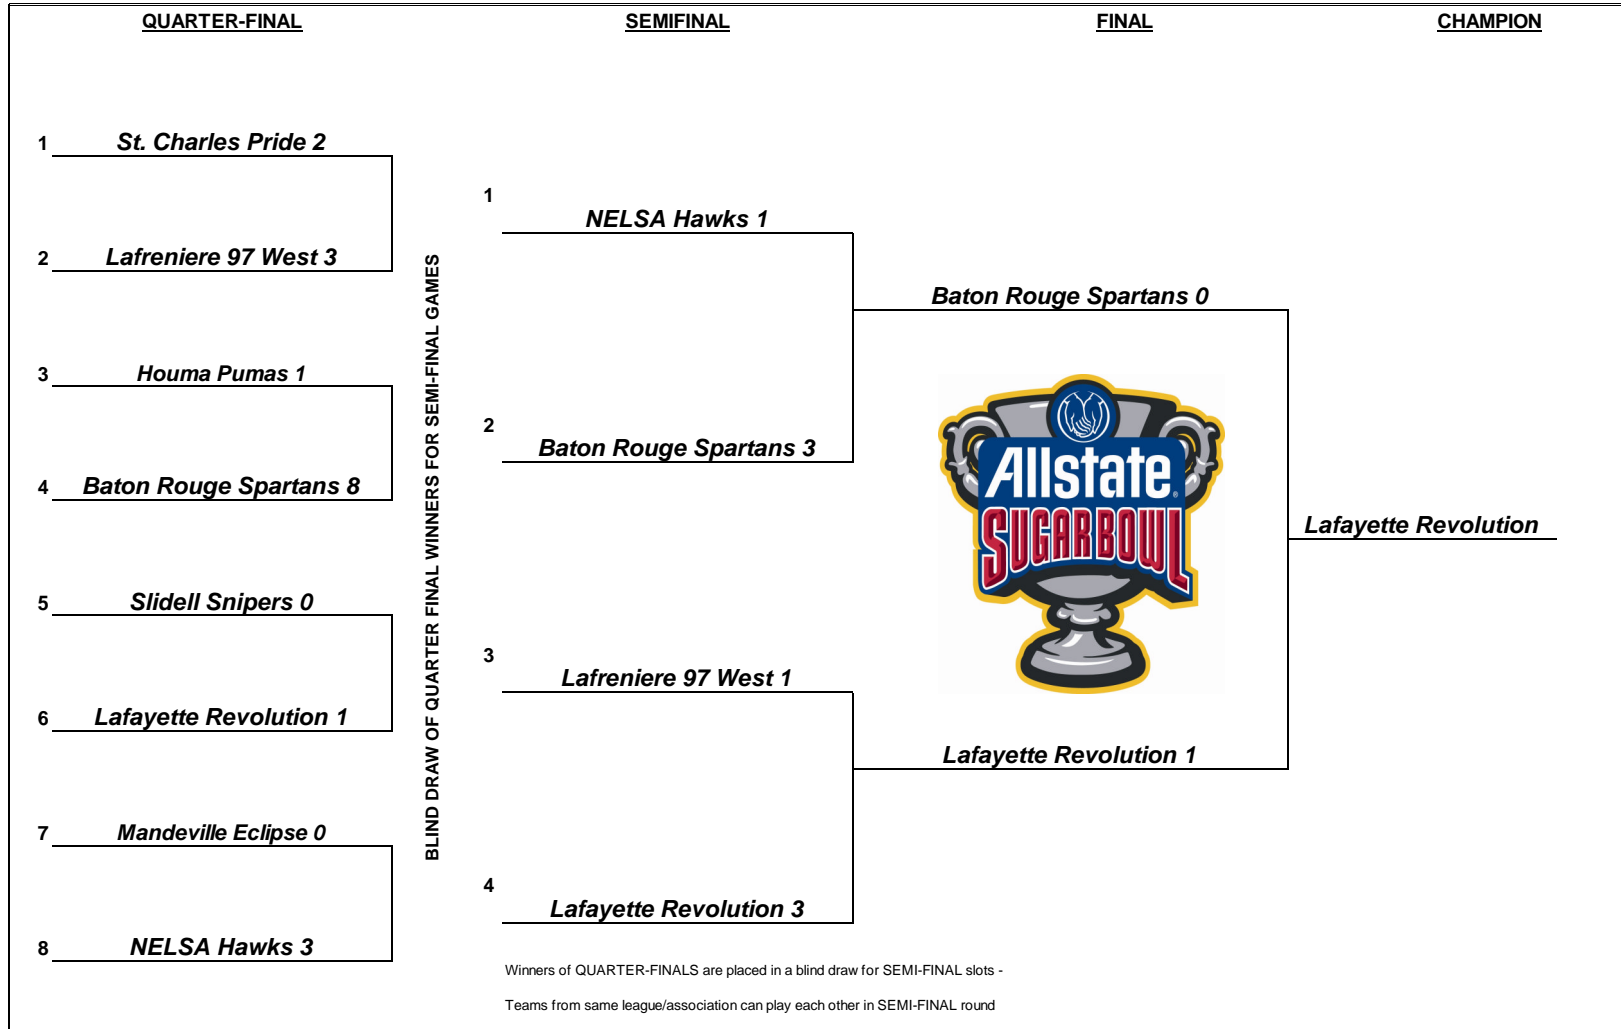 QUARTER-FINAL SEMIFINAL FINAL CHAMPION
1 St. Charles Pride 2
2 Lafreniere 97 West 3
3 Houma Pumas 1
4 Baton Rouge Spartans 8
5 Slidell Snipers 0
6 Lafayette Revolution 1
7 Mandeville Eclipse 0
8 NELSA Hawks 3
BLIND DRAW OF QUARTER FINAL WINNERS FOR SEMI-FINAL GAMES
1
NELSA Hawks 1
2
Baton Rouge Spartans 3
3
Lafreniere 97 West 1
4
Lafayette Revolution 3
Winners of QUARTER-FINALS are placed in a blind draw for SEMI-FINAL slots -
Teams from same league/association can play each other in SEMI-FINAL round
Baton Rouge Spartans 0
Allstate
SUGAR BOWL
Lafayette Revolution 1
Lafayette Revolution